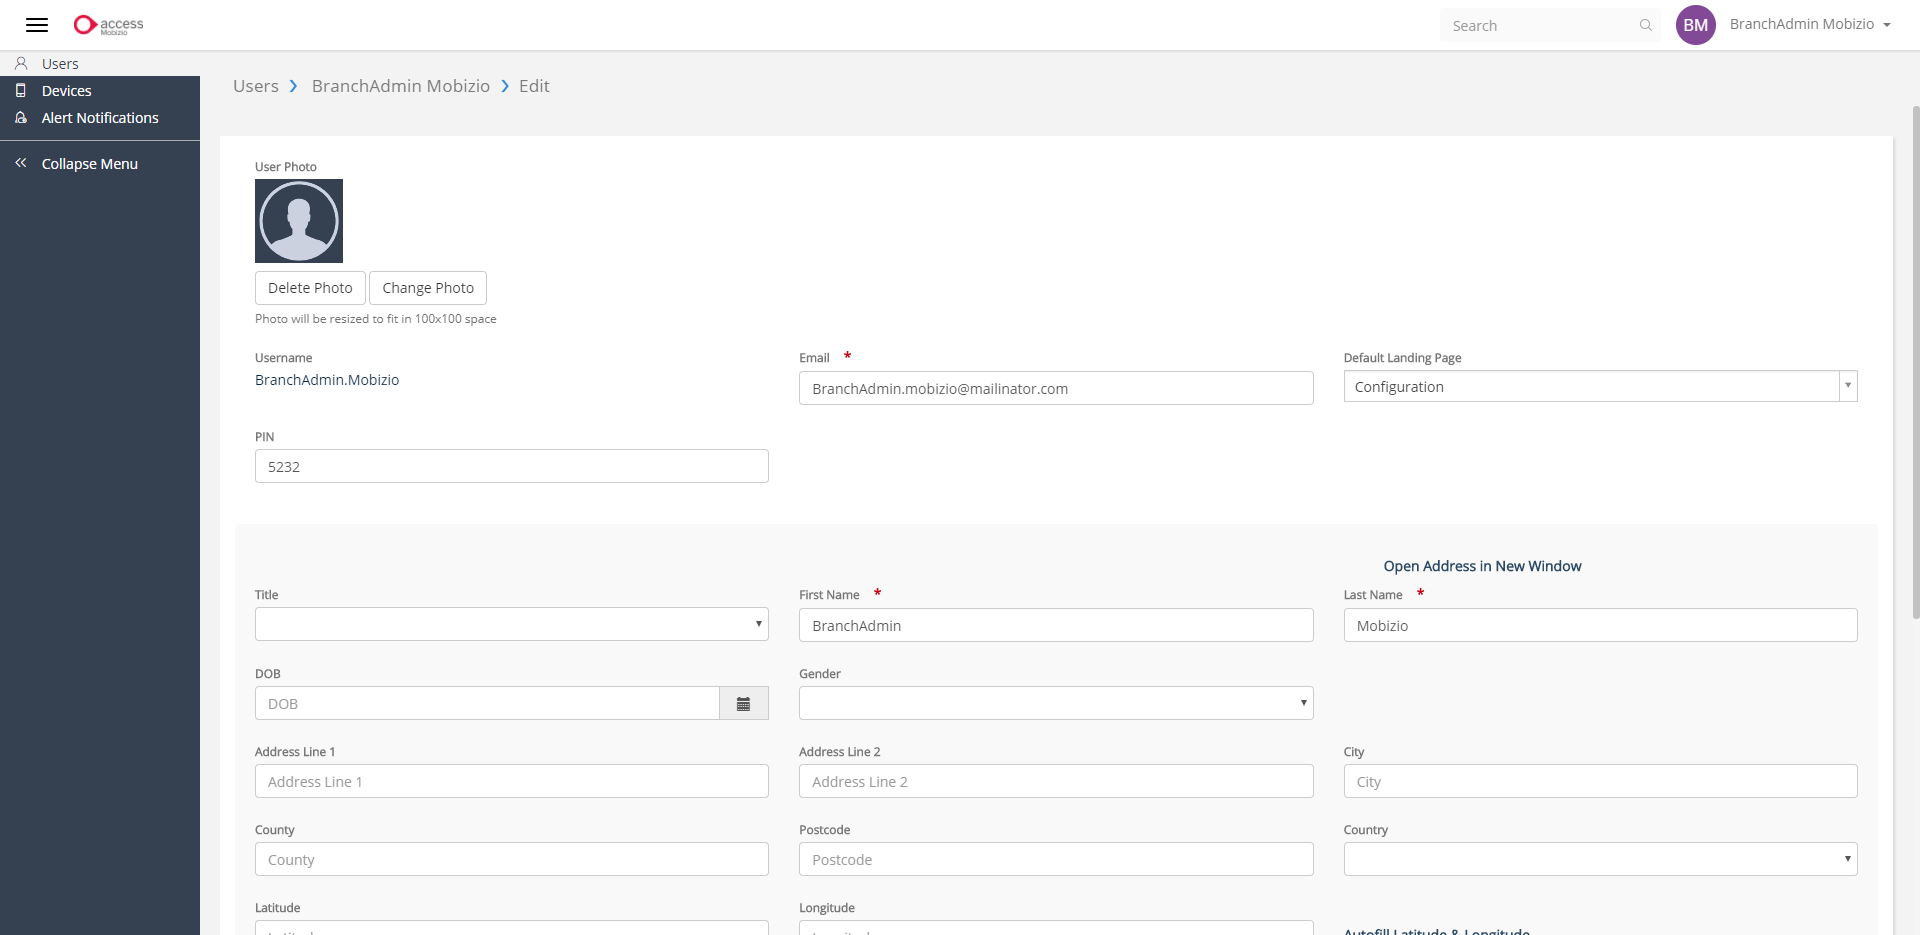 access
Mobizio
Search
BM
BranchAdmin Mobizio
Users
Devices
Alert Notifications
Collapse Menu
Users BranchAdmin Mobizio Edit
User Photo
Delete Photo Change Photo
Photo will be resized to fit in 100x100 space
Username Email * Default Landing Page
BranchAdmin.Mobizio BranchAdmin.mobizio@mailinator.com Configuration
PIN
5232
Open Address in New Window
Title First Name * Last Name *
BranchAdmin Mobizio
DOB Gender
DOB
Address Line 1 Address Line 2 City
Address Line 1 Address Line 2 City
County Postcode Country
County Postcode
Latitude Longitude
Autofill Latitude & Longitude